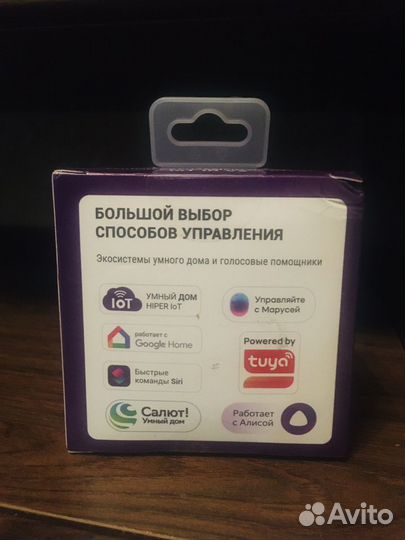 БОЛЬШОЙ ВЫБОР
СПОСОБОВ УПРАВЛЕНИЯ
Экосистемы умного дома и голосовые помощники
IoT
УМНЫЙ ДОМ
HIPER IoT
Управляйте
с Марусей
работает с
Google Home
Powered by
tuya
Быстрые
команды Siri
Салют!
Умный дом
Работает
с Алисой
Avito